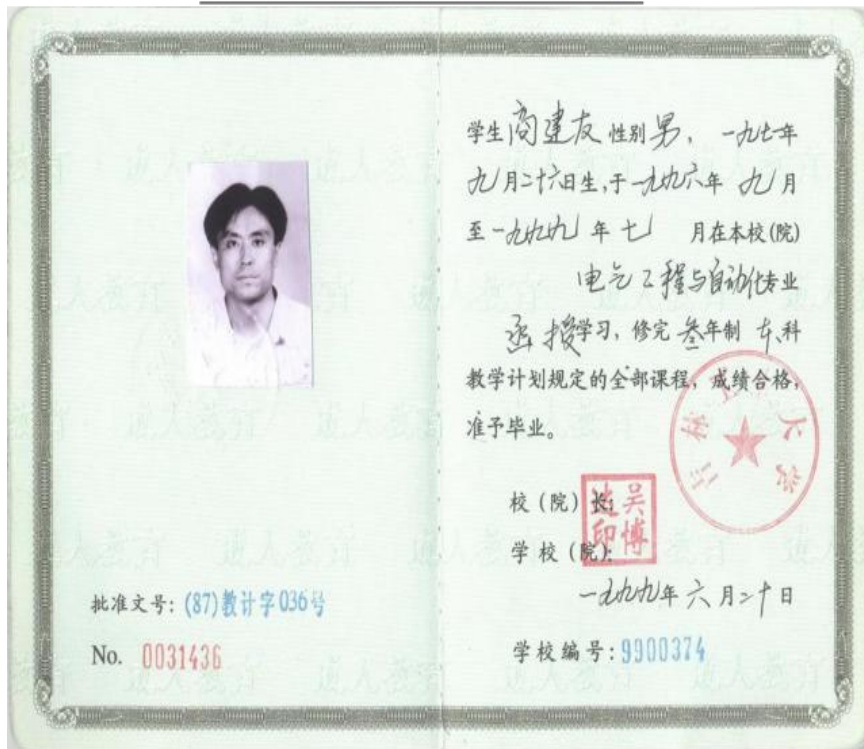 批准文号: (87)教计字036号
No. 0031436
学生商建友性别男, 一九七一年
九月二十六日生,于一九九六年 九月
至一九九九年七 月在本校(院)
电气工程与自动化专业
函授学习, 修完 叁年制 本科
教学计划规定的全部课程, 成绩合格,
准予毕业。
校(院)长:
学校(院):
一九九九年六月二十日
学校编号: 9900374